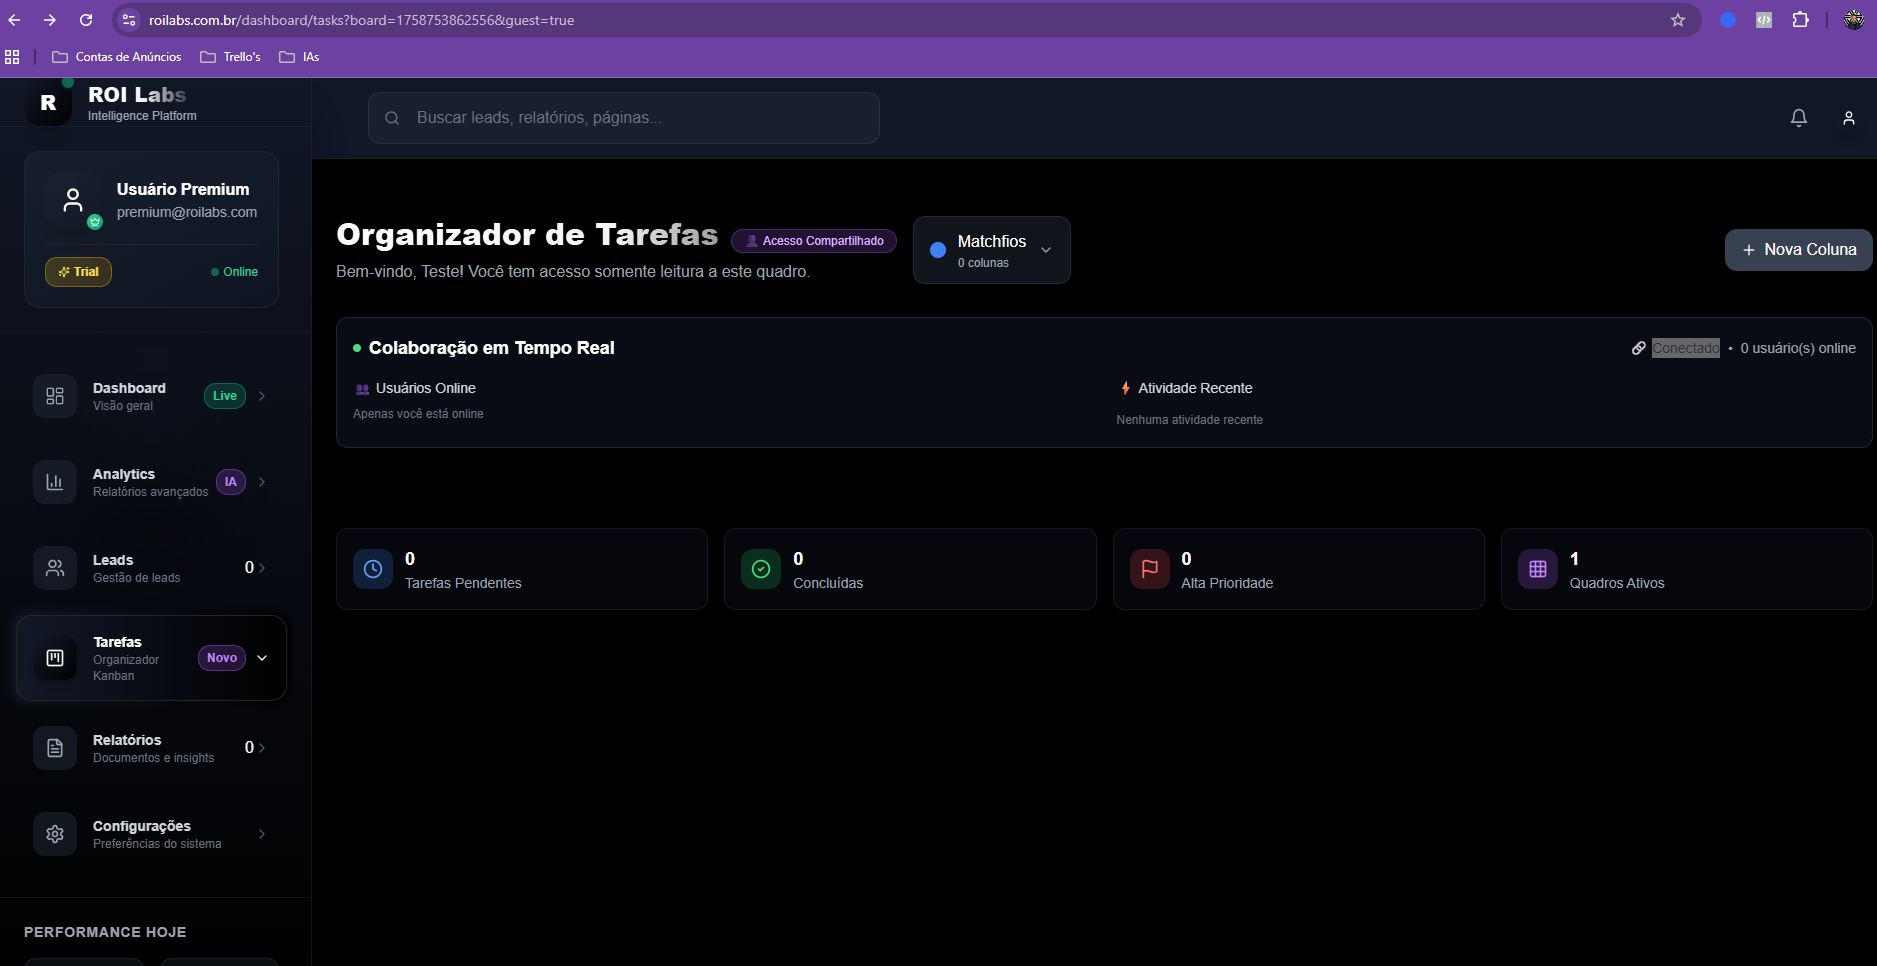 roilabs.com.br/dashboard/tasks?board=1758753862556&guest=true
Contas de Anúncios
Trello's
IAs
R
ROI Labs
Intelligence Platform
Buscar leads, relatórios, páginas...
Usuário Premium
premium@roilabs.com
Trial
Online
Organizador de Tarefas
Acesso Compartilhado
Bem-vindo, Teste! Você tem acesso somente leitura a este quadro.
Matchfios
0 colunas
+ Nova Coluna
Colaboração em Tempo Real
Conectado • 0 usuário(s) online
Usuários Online
Apenas você está online
Atividade Recente
Nenhuma atividade recente
Dashboard
Visão geral
Live
Analytics
Relatórios avançados
IA
Leads
Gestão de leads
0
Tarefas
Organizador
Kanban
Novo
Relatórios
Documentos e insights
0
Configurações
Preferências do sistema
PERFORMANCE HOJE
0
Tarefas Pendentes
0
Concluídas
0
Alta Prioridade
1
Quadros Ativos